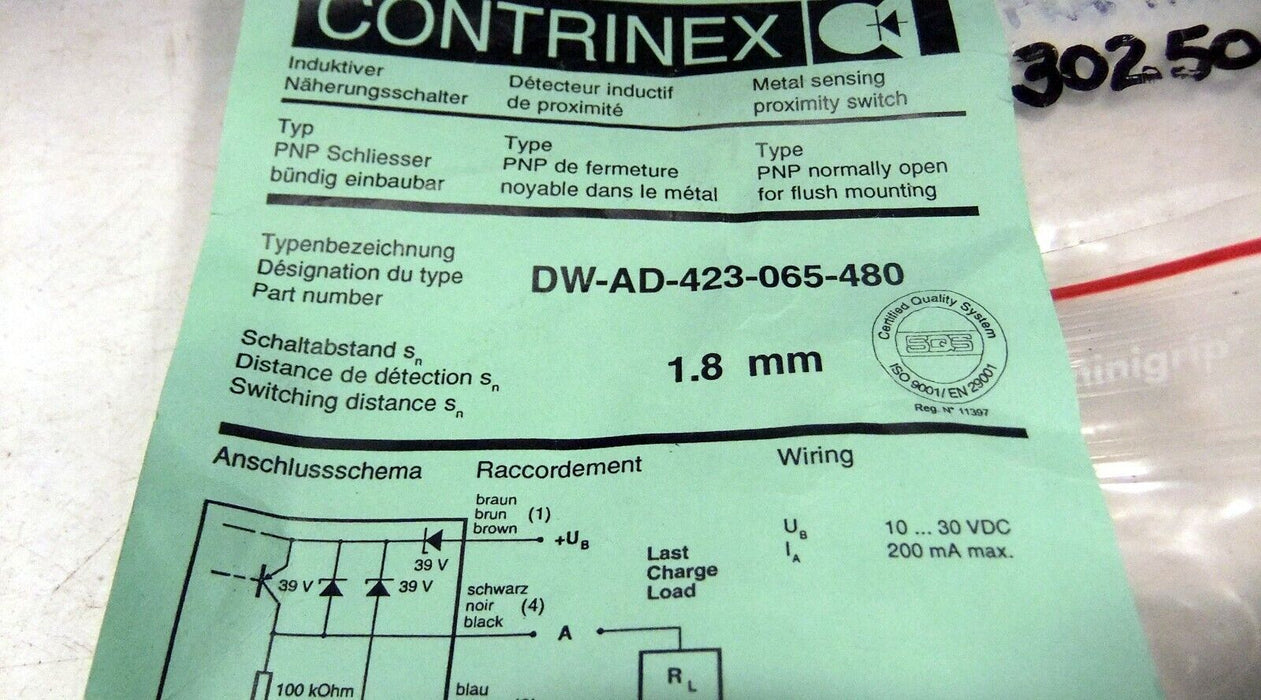 CONTRINEX
30250
Induktiver
Näherungsschalter
Détecteur inductif
de proximité
Metal sensing
proximity switch
Typ
PNP Schliesser
bündig einbaubar
Type
PNP de fermeture
noyable dans le métal
Type
PNP normally open
for flush mounting
Typenbezeichnung
Désignation du type
Part number
DW-AD-423-065-480
Certified Quality System
SQS
ISO 9001/ EN 29001
Reg. N° 11397
Schaltabstand sn
Distance de détection sn
Switching distance sn
1.8 mm
minigrip
Anschlussschema
Raccordement
Wiring
braun
brun (1)
brown
+UB
39 V
39 V
39 V
schwarz
noir (4)
black
A
Last
Charge
Load
RL
UB 10 ... 30 VDC
IA 200 mA max.
100 kOhm
blau